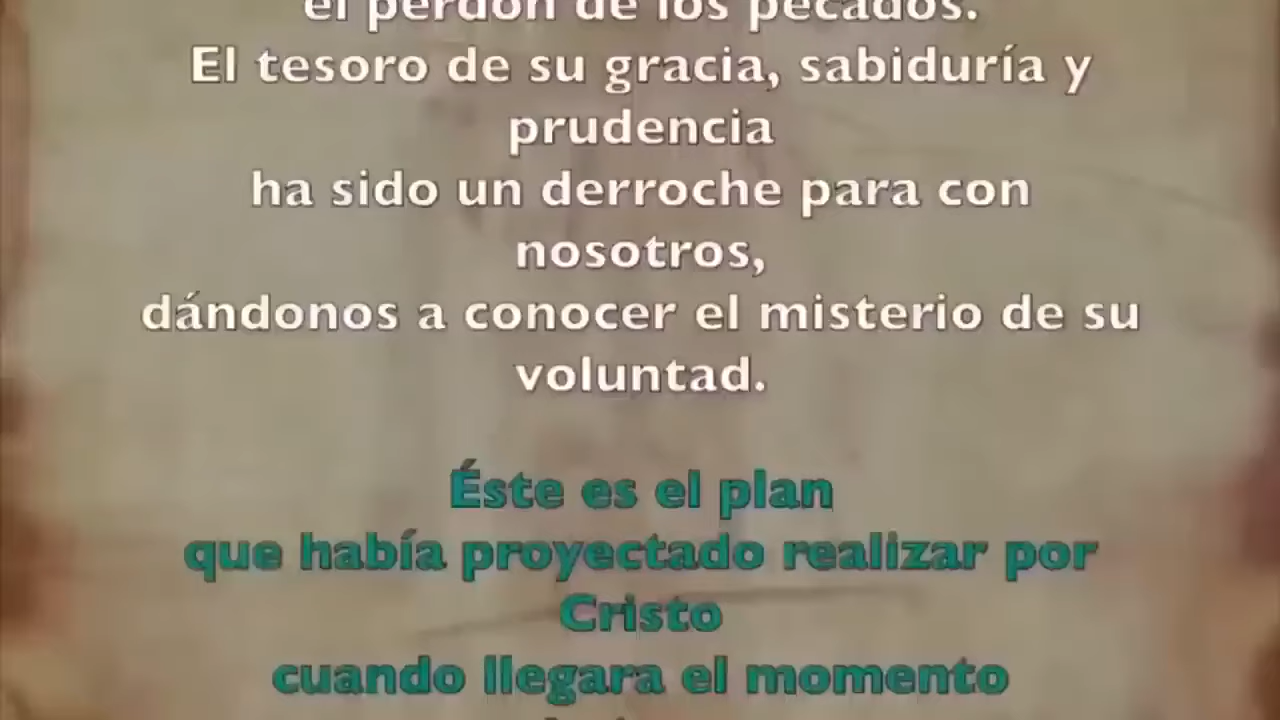 el perdón de los pecados.
El tesoro de su gracia, sabiduría y
prudencia
ha sido un derroche para con
nosotros,
dándonos a conocer el misterio de su
voluntad.
Éste es el plan
que había proyectado realizar por
Cristo
cuando llegara el momento